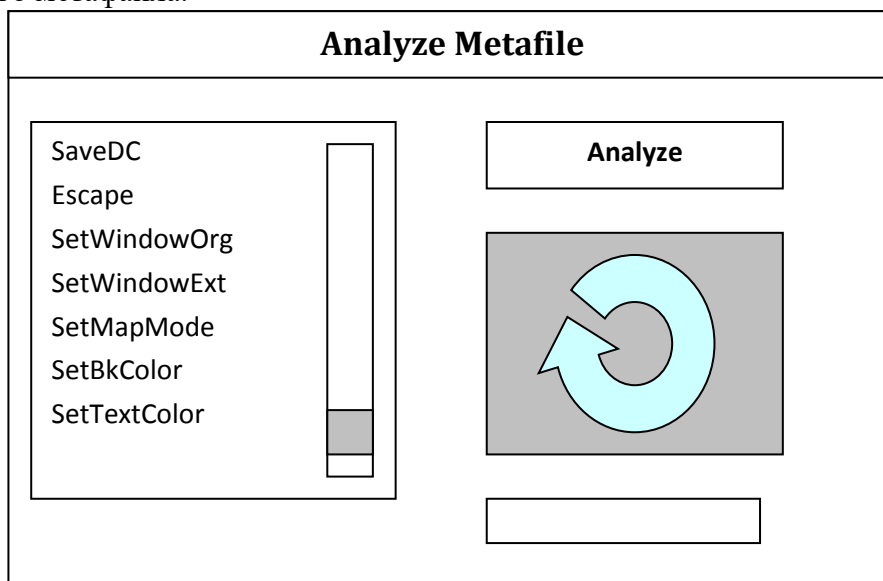 Analyze Metafile
SaveDC
Escape
SetWindowOrg
SetWindowExt
SetMapMode
SetBkColor
SetTextColor
Analyze